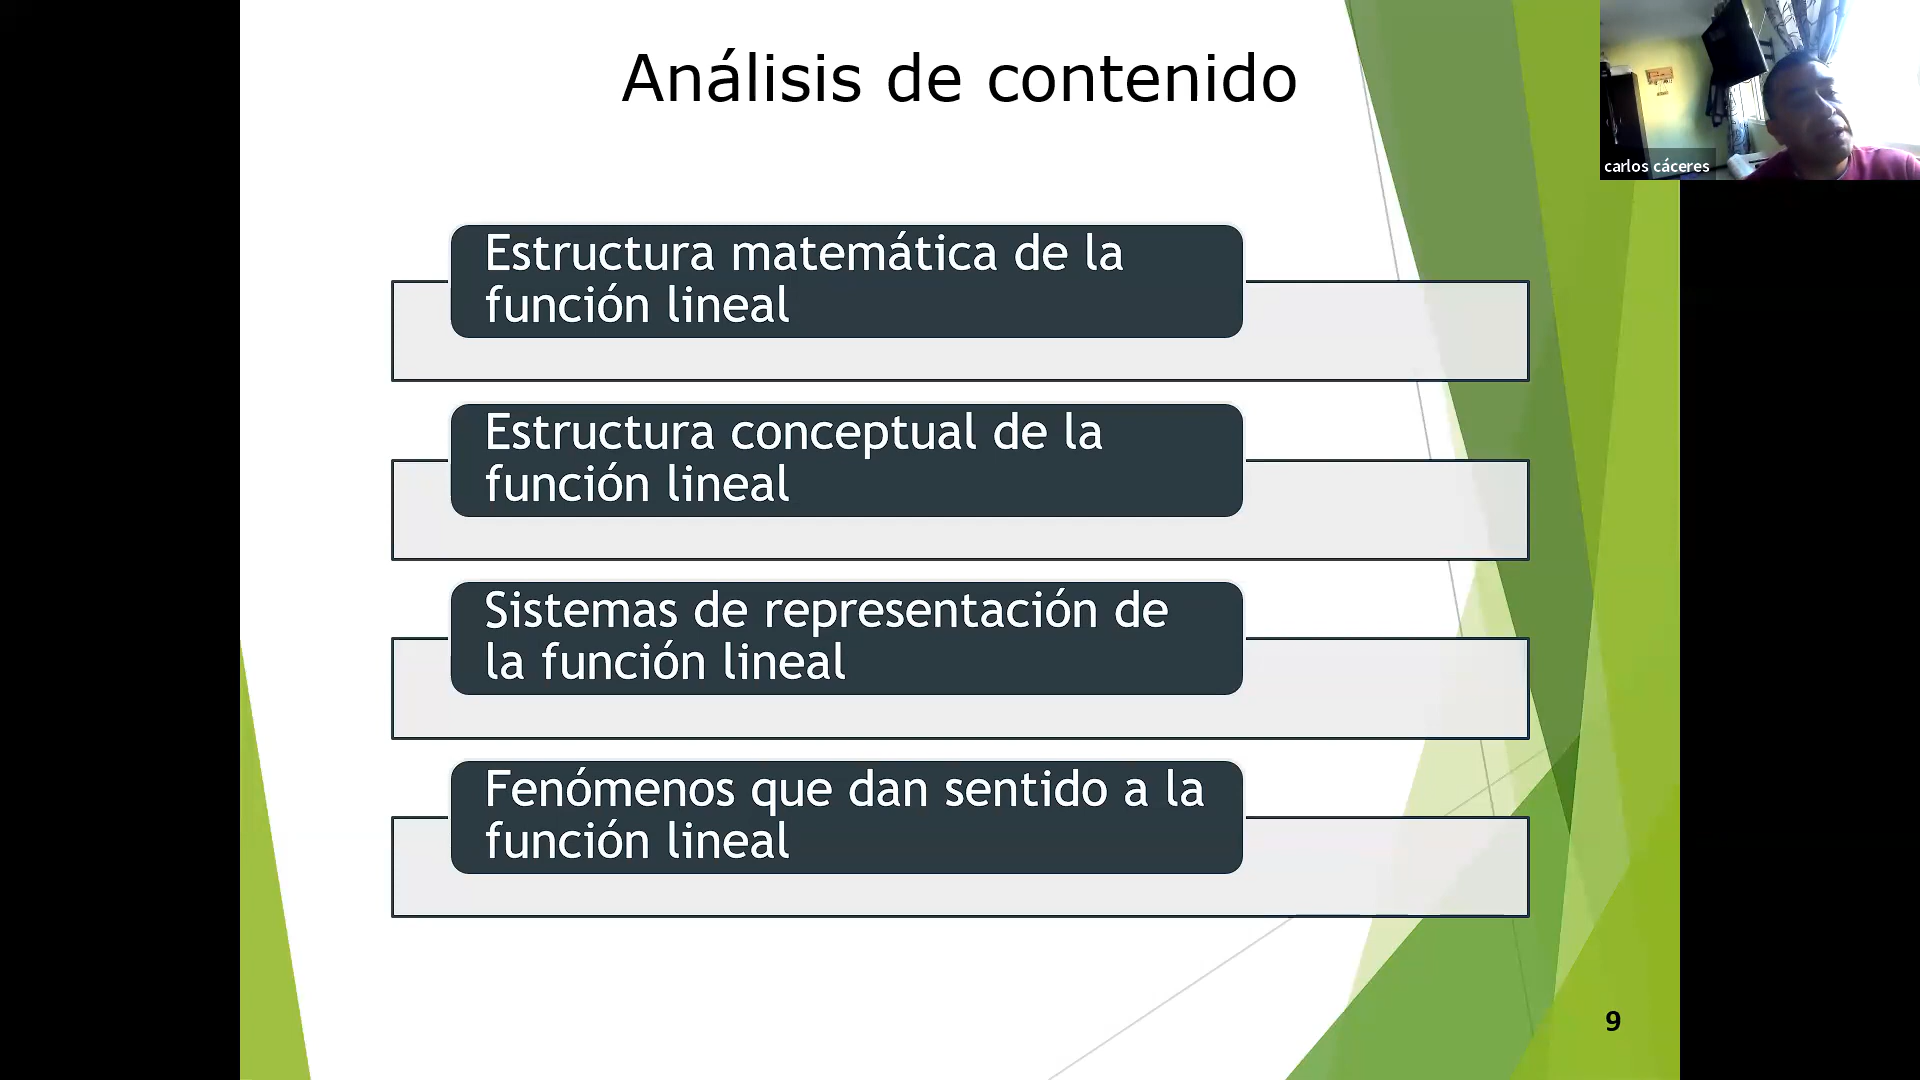 Análisis de contenido
carlos cáceres
Estructura matemática de la
función lineal
Estructura conceptual de la
función lineal
Sistemas de representación de
la función lineal
Fenómenos que dan sentido a la
función lineal
9